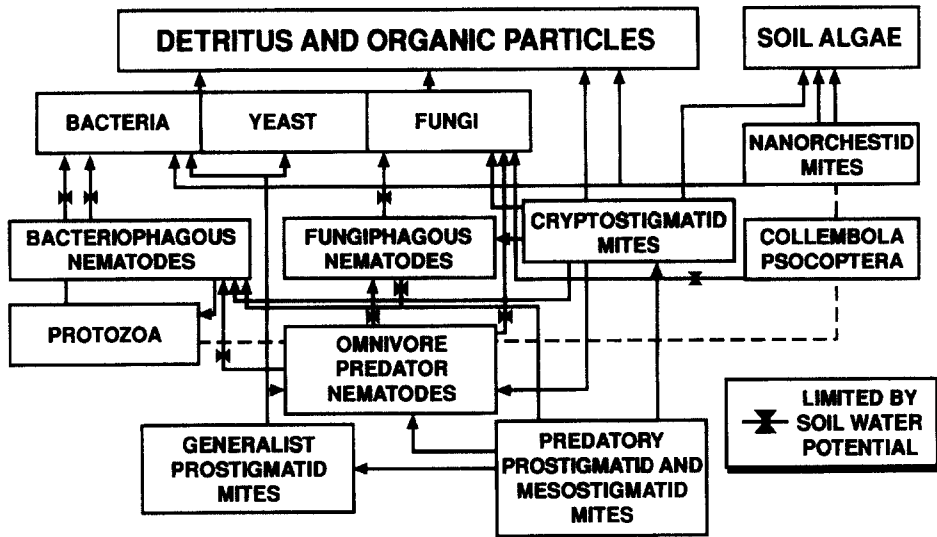 DETRITUS AND ORGANIC PARTICLES
SOIL ALGAE
BACTERIA
YEAST
FUNGI
NANORCHESTID
MITES
BACTERIOPHAGOUS
NEMATODES
FUNGIPHAGOUS
NEMATODES
CRYPTOSTIGMATID
MITES
COLLEMBOLA
PSOCOPTERA
PROTOZOA
OMNIVORE
PREDATOR
NEMATODES
GENERALIST
PROSTIGMATID
MITES
PREDATORY
PROSTIGMATID AND
MESOSTIGMATID
MITES
LIMITED BY
SOIL WATER
POTENTIAL